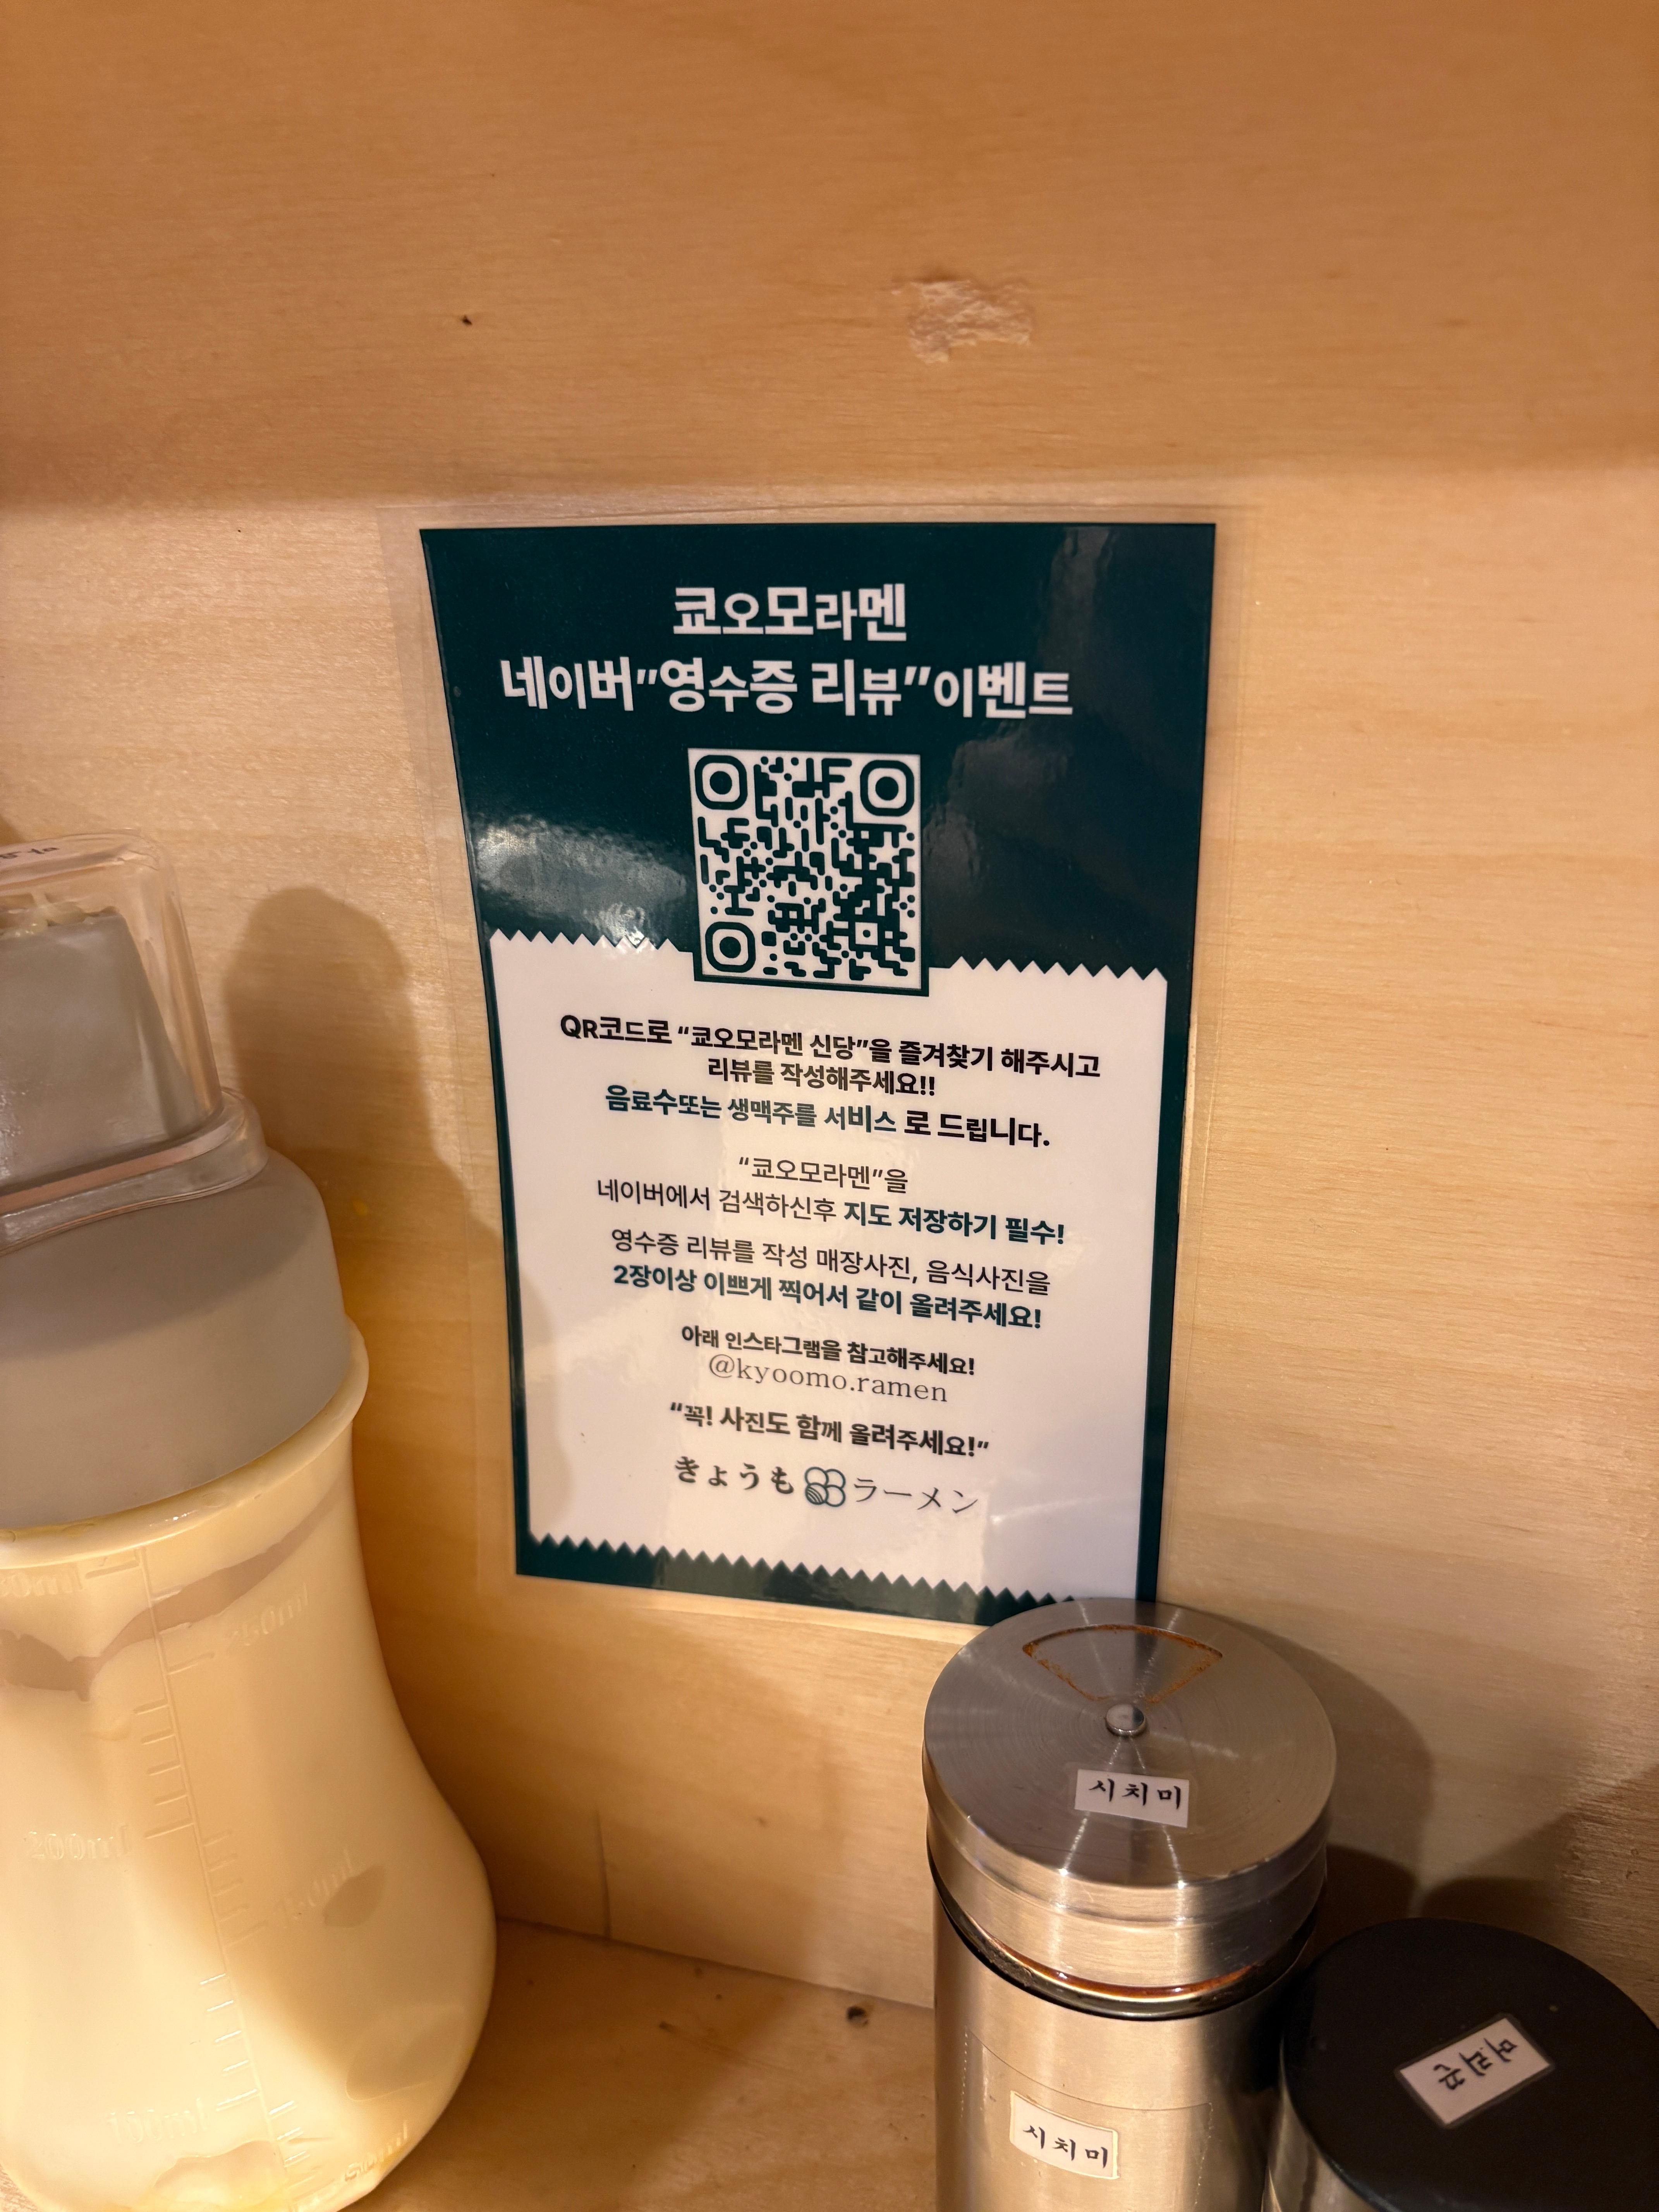 쿄오모라멘
네이버"영수증 리뷰"이벤트
QR코드로 "쿄오모라멘 신당"을 즐겨찾기 해주시고
리뷰를 작성해주세요!!
음료수또는 생맥주를 서비스 로 드립니다.
"쿄오모라멘"을
네이버에서 검색하신후 지도 저장하기 필수!
영수증 리뷰를 작성 매장사진, 음식사진을
2장이상 이쁘게 찍어서 같이 올려주세요!
아래 인스타그램을 참고해주세요!
@kyoomo.ramen
"꼭! 사진도 함께 올려주세요!"
きょうも ラーメン
시치미
시치미
200ml
100ml